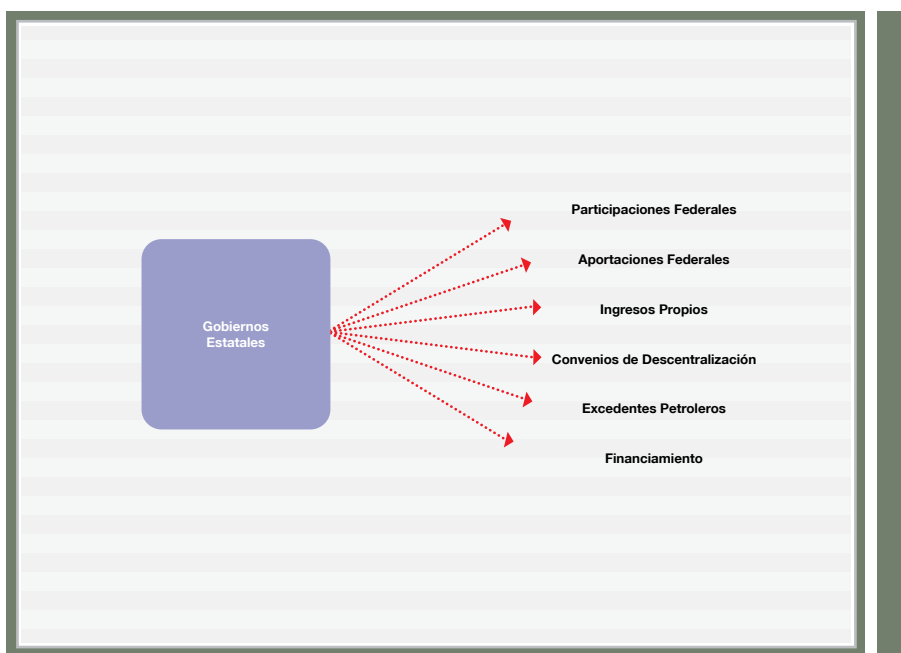 Gobiernos
Estatales
Participaciones Federales
Aportaciones Federales
Ingresos Propios
Convenios de Descentralización
Excedentes Petroleros
Financiamiento